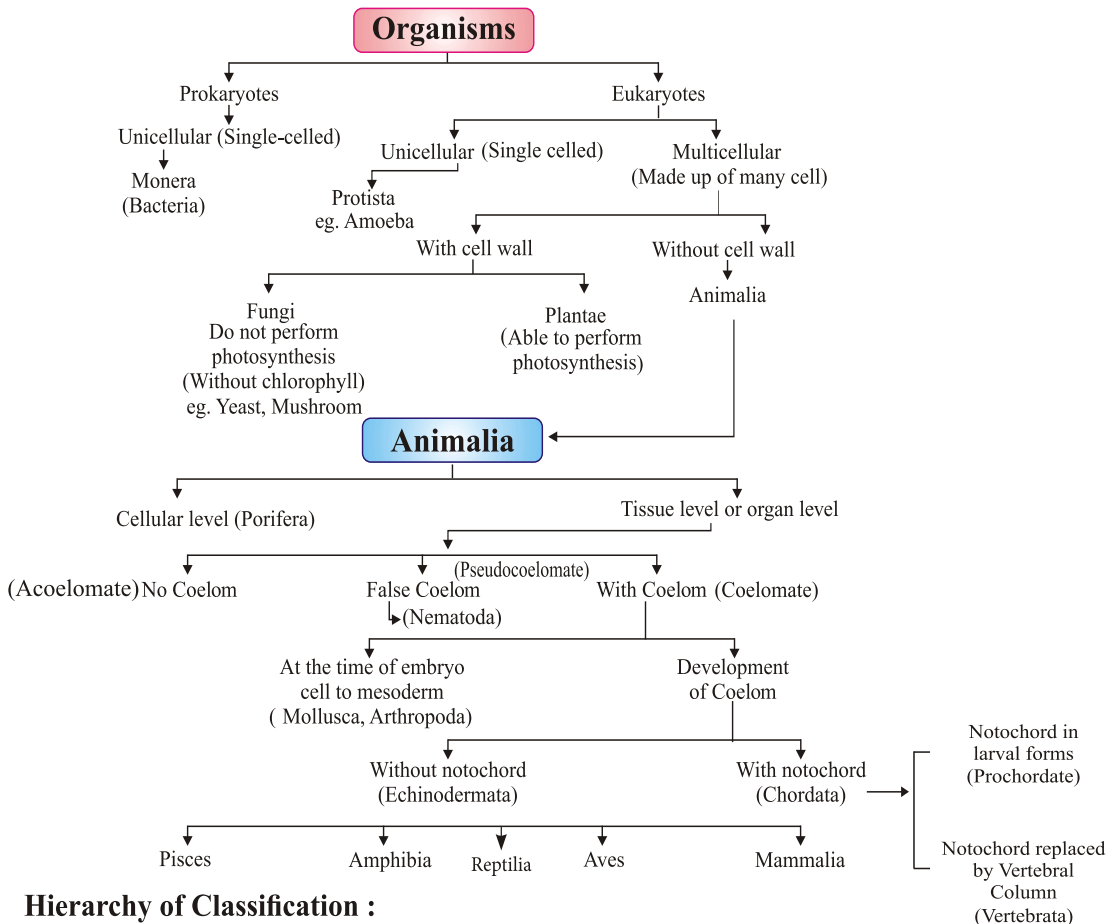 Organisms
Prokaryotes
Eukaryotes
Unicellular (Single-celled)
Unicellular (Single celled)
Multicellular
(Made up of many cell)
Monera
(Bacteria)
Protista
eg. Amoeba
With cell wall
Without cell wall
Fungi
Do not perform
photosynthesis
(Without chlorophyll)
eg. Yeast, Mushroom
Plantae
(Able to perform
photosynthesis)
Animalia
Animalia
Cellular level (Porifera)
Tissue level or organ level
(Acoelomate) No Coelom
(Pseudocoelomate)
False Coelom
(Nematoda)
With Coelom (Coelomate)
At the time of embryo
cell to mesoderm
( Mollusca, Arthropoda)
Development
of Coelom
Without notochord
(Echinodermata)
With notochord
(Chordata)
Notochord in
larval forms
(Prochordate)
Notochord replaced
by Vertebral
Column
(Vertebrata)
Pisces
Amphibia
Reptilia
Aves
Mammalia
Hierarchy of Classification :